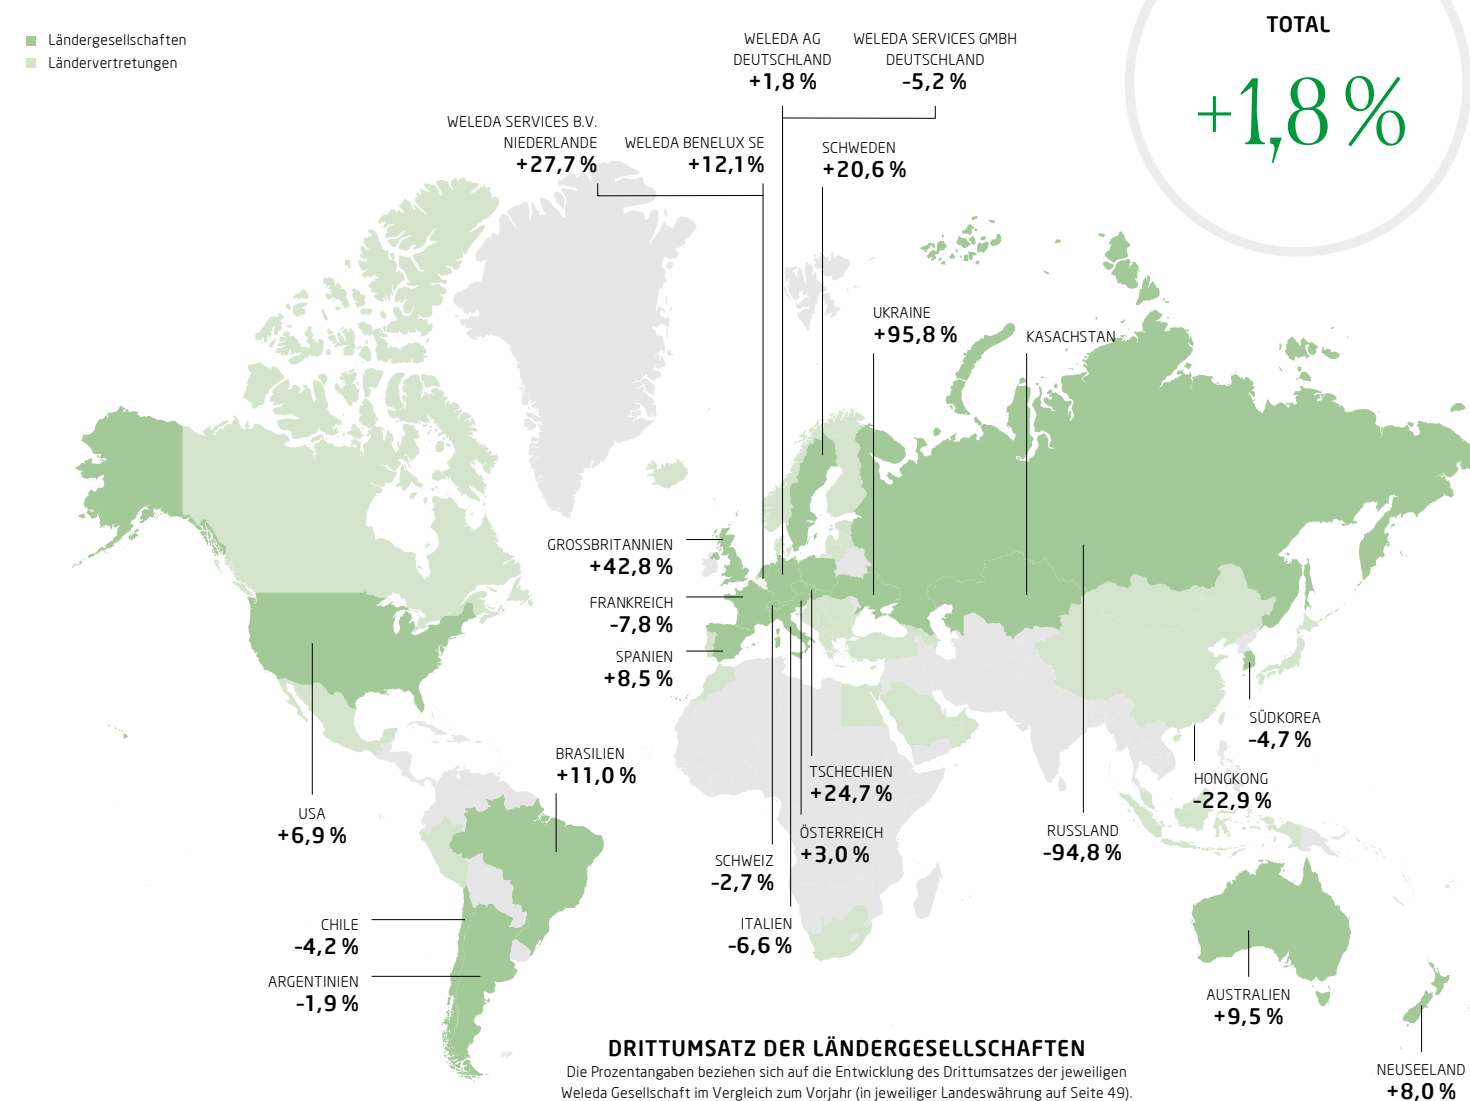 Ländergesellschaften
Ländervertretungen
TOTAL
+1,8 %
WELEDA AG
DEUTSCHLAND
+1,8 %
WELEDA SERVICES GMBH
DEUTSCHLAND
-5,2 %
WELEDA SERVICES B.V.
NIEDERLANDE
+27,7 %
WELEDA BENELUX SE
+12,1 %
SCHWEDEN
+20,6 %
UKRAINE
+95,8 %
KASACHSTAN
GROSSBRITANNIEN
+42,8 %
FRANKREICH
-7,8 %
SPANIEN
+8,5 %
SÜDKOREA
-4,7 %
HONGKONG
-22,9 %
BRASILIEN
+11,0 %
TSCHECHIEN
+24,7 %
USA
+6,9 %
ÖSTERREICH
+3,0 %
RUSSLAND
-94,8 %
SCHWEIZ
-2,7 %
ITALIEN
-6,6 %
CHILE
-4,2 %
ARGENTINIEN
-1,9 %
AUSTRALIEN
+9,5 %
NEUSEELAND
+8,0 %
DRITTUMSATZ DER LÄNDERGESELLSCHAFTEN
Die Prozentangaben beziehen sich auf die Entwicklung des Drittumsatzes der jeweiligen
Weleda Gesellschaft im Vergleich zum Vorjahr (in jeweiliger Landeswährung auf Seite 49).